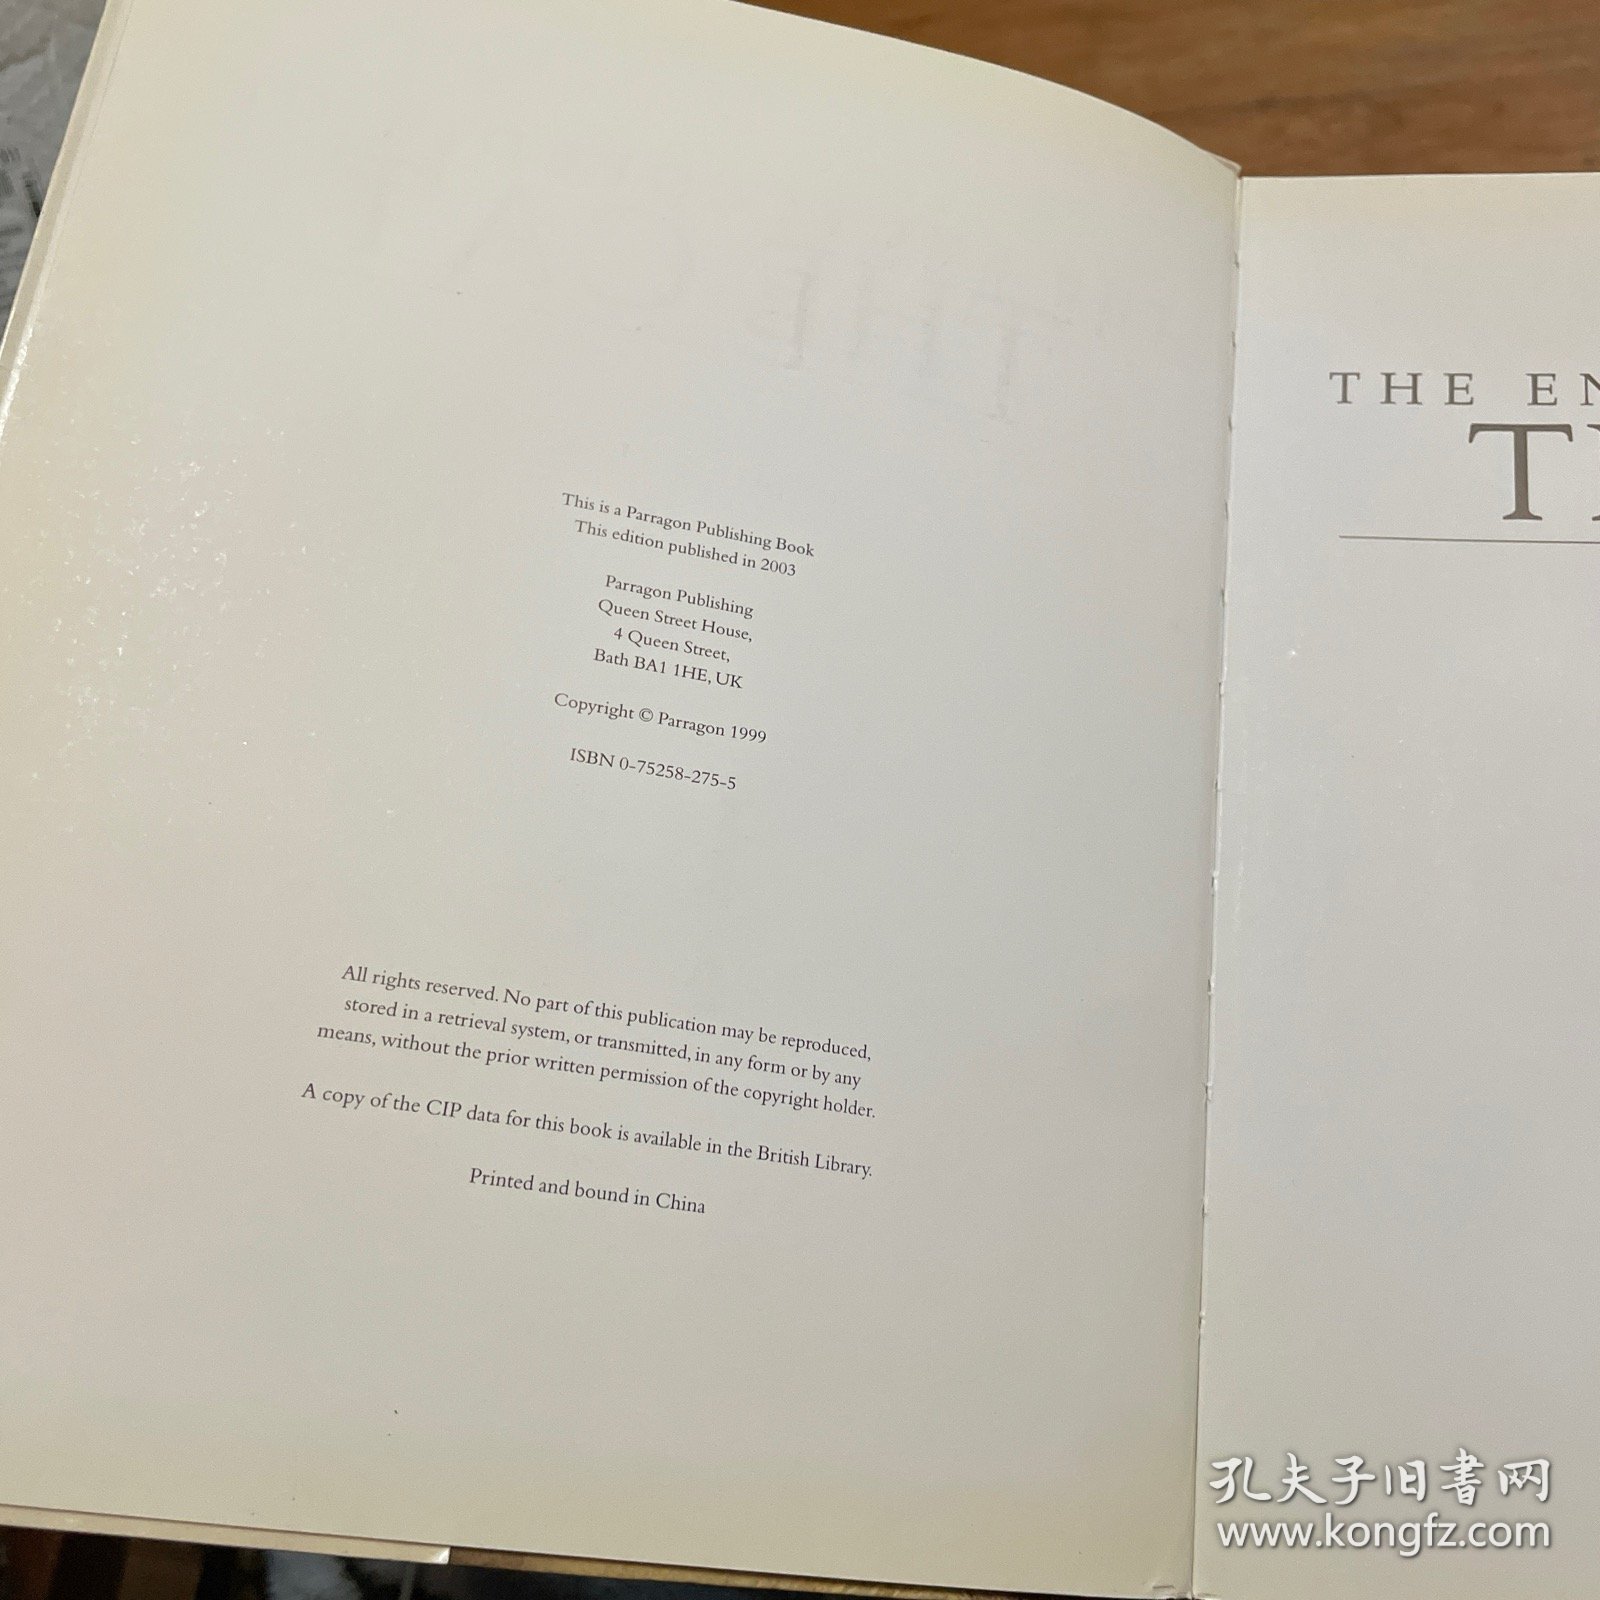 This is a Parragon Publishing Book
This edition published in 2003
Parragon Publishing
Queen Street House,
4 Queen Street,
Bath BA1 1HE, UK
Copyright © Parragon 1999
ISBN 0-75258-275-5
All rights reserved. No part of this publication may be reproduced,
stored in a retrieval system, or transmitted, in any form or by any
means, without the prior written permission of the copyright holder.
A copy of the CIP data for this book is available in the British Library.
Printed and bound in China
THE EN
孔夫子旧书网
www.kongfz.com